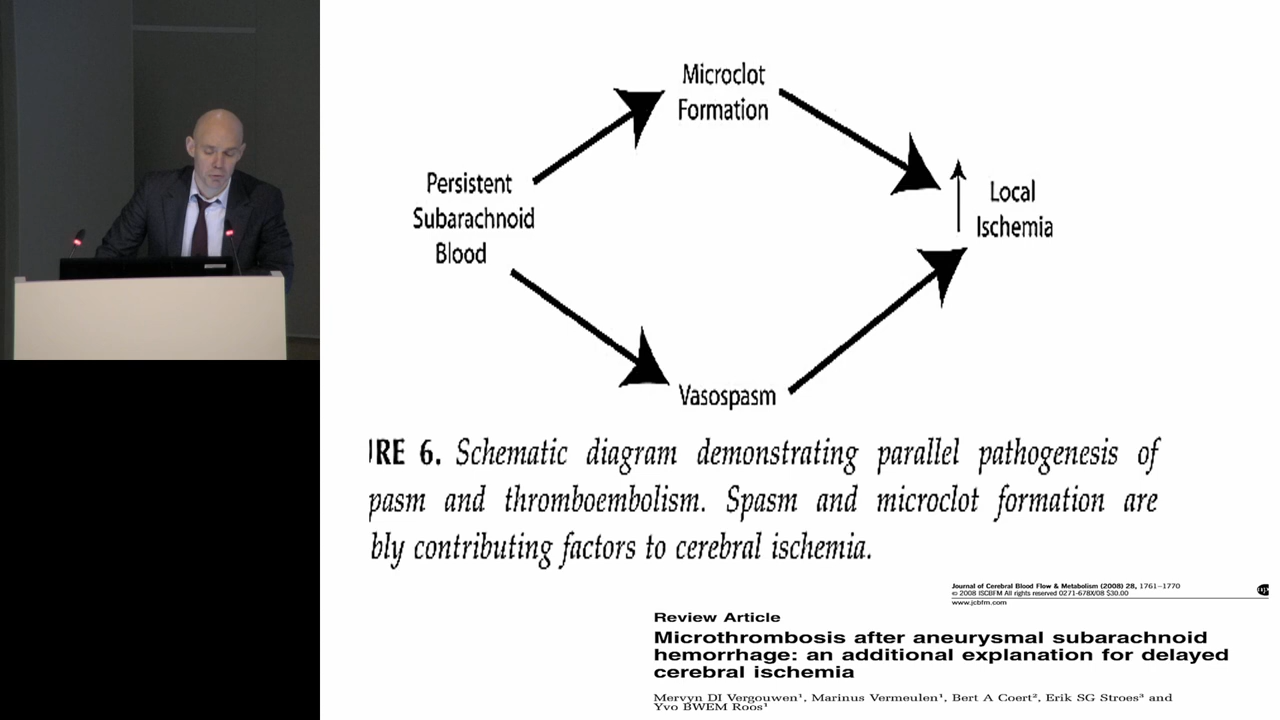 Microclot
Formation
Persistent
Subarachnoid
Blood
Local
Ischemia
Vasospasm
RE 6. Schematic diagram demonstrating parallel pathogenesis of
pasm and thromboembolism. Spasm and microclot formation are
bly contributing factors to cerebral ischemia.
Journal of Cerebral Blood Flow & Metabolism (2008) 28, 1761–1770
© 2008 ISCBFM All rights reserved 0271-678X/08 $30.00
www.jcbfm.com
Review Article
Microthrombosis after aneurysmal subarachnoid
hemorrhage: an additional explanation for delayed
cerebral ischemia
Mervyn DI Vergouwen¹, Marinus Vermeulen¹, Bert A Coert², Erik SG Stroes³ and
Yvo BWEM Roos¹